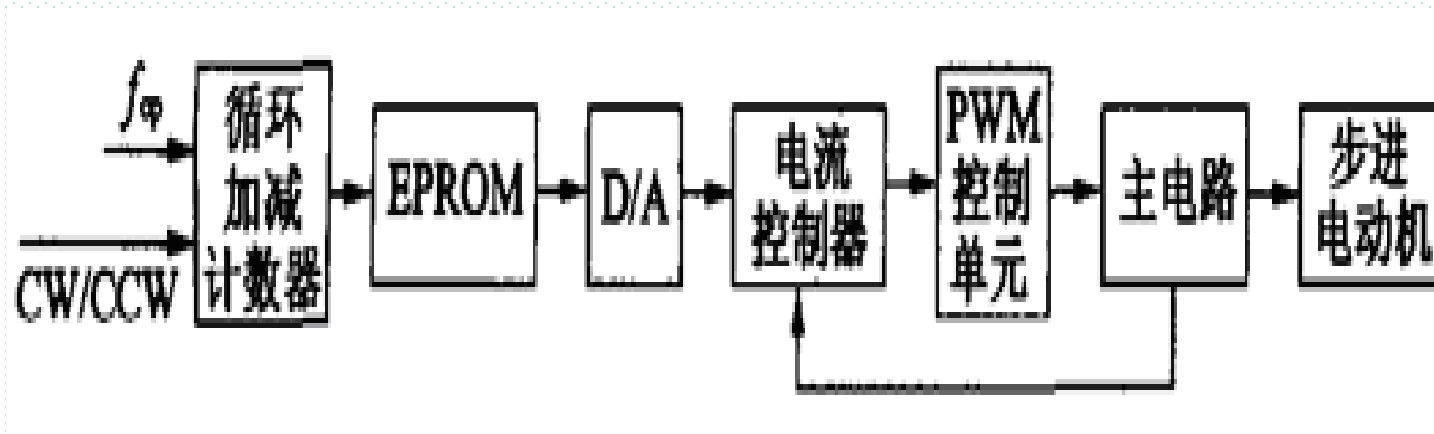 f_cp
CW/CCW
循环
加减
计数器
EPROM
D/A
电流
控制器
PWM
控制
单元
主电路
步进
电动机